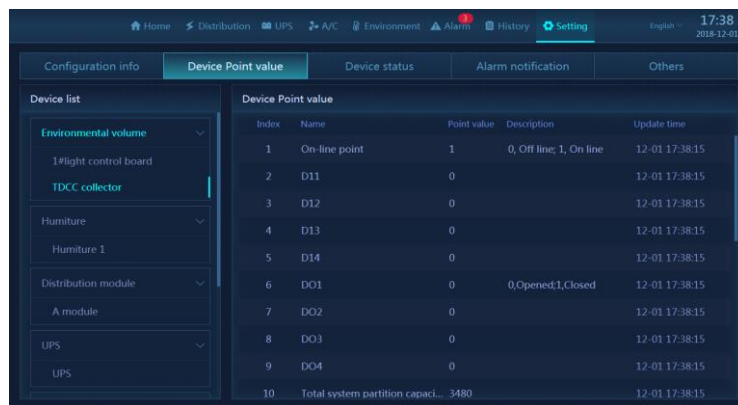 Home Distribution UPS A/C Environment Alarm 3 History Setting English 17:38
2018-12-01
Configuration info Device Point value Device status Alarm notification Others
Device list
Environmental volume
1#light control board
TDCC collector
Humiture
Humiture 1
Distribution module
A module
UPS
UPS
Device Point value
Index Name Point value Description Update time
1 On-line point 1 0, Off line; 1, On line 12-01 17:38:15
2 D11 0 12-01 17:38:15
3 D12 0 12-01 17:38:15
4 D13 0 12-01 17:38:15
5 D14 0 12-01 17:38:15
6 DO1 0 0,Opened;1,Closed 12-01 17:38:15
7 DO2 0 12-01 17:38:15
8 DO3 0 12-01 17:38:15
9 DO4 0 12-01 17:38:15
10 Total system partition capaci... 3480 12-01 17:38:15